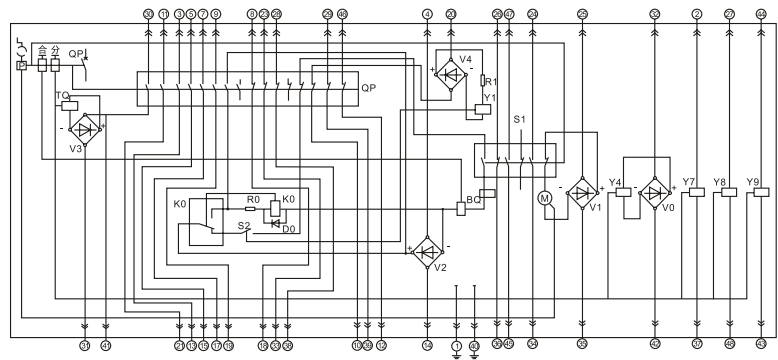 30 11 3 5 7 9 8 23 28 29 46 4 20 26 47 24 25 32 2 27 44
合 分 QP V4
P R1
TQ QP Y1
S1
V3
K0 R0 K0 BQ M Y4 Y7 Y8 Y9
V1 V0
S2 D0
V2
31 41 21 13 15 17 19 18 33 38 10 39 12 14 1 40 36 45 34 35 42 37 48 43